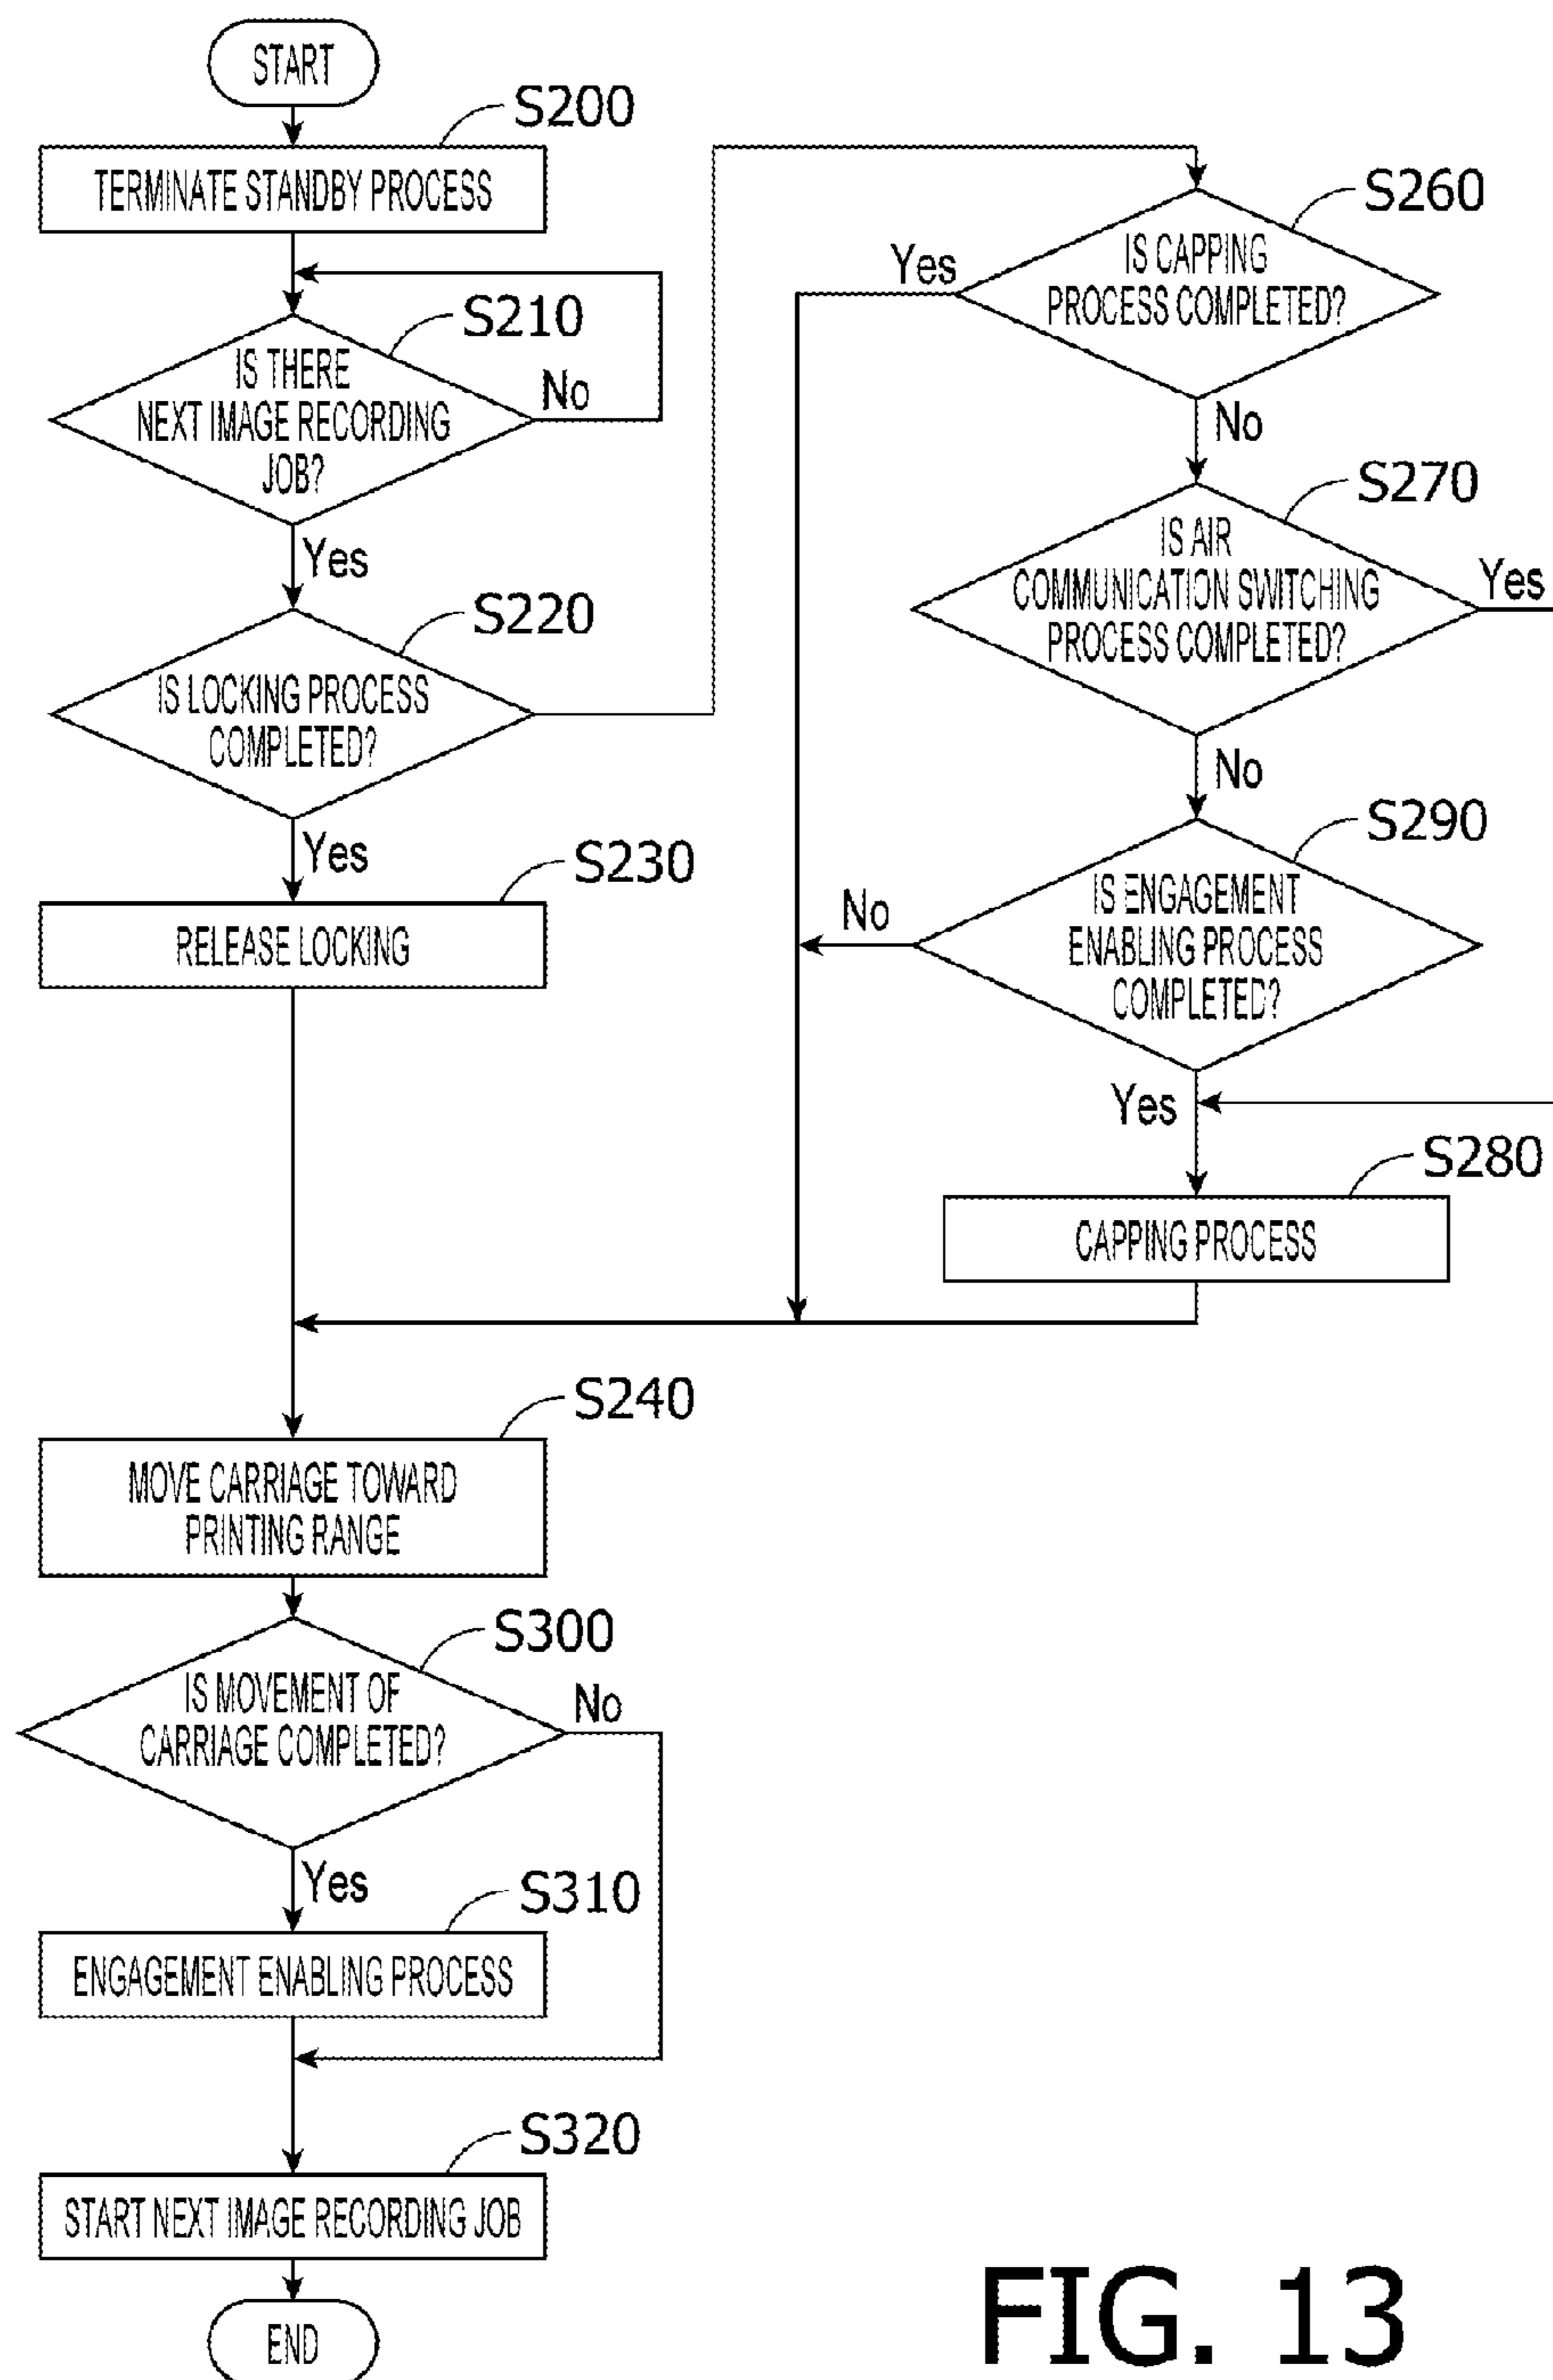 START
S200
TERMINATE STANDBY PROCESS
S210
IS THERE
NEXT IMAGE RECORDING
JOB?
No
Yes
S220
IS LOCKING PROCESS
COMPLETED?
Yes
S230
RELEASE LOCKING
S260
IS CAPPING
PROCESS COMPLETED?
Yes
No
S270
IS AIR
COMMUNICATION SWITCHING
PROCESS COMPLETED?
Yes
No
S290
IS ENGAGEMENT
ENABLING PROCESS
COMPLETED?
No
Yes
S280
CAPPING PROCESS
S240
MOVE CARRIAGE TOWARD
PRINTING RANGE
S300
IS MOVEMENT OF
CARRIAGE COMPLETED?
No
Yes
S310
ENGAGEMENT ENABLING PROCESS
S320
START NEXT IMAGE RECORDING JOB
END
FIG. 13